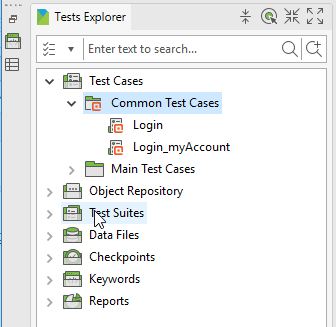 Tests Explorer
Enter text to search...
Test Cases
Common Test Cases
Login
Login_myAccount
Main Test Cases
Object Repository
Test Suites
Data Files
Checkpoints
Keywords
Reports